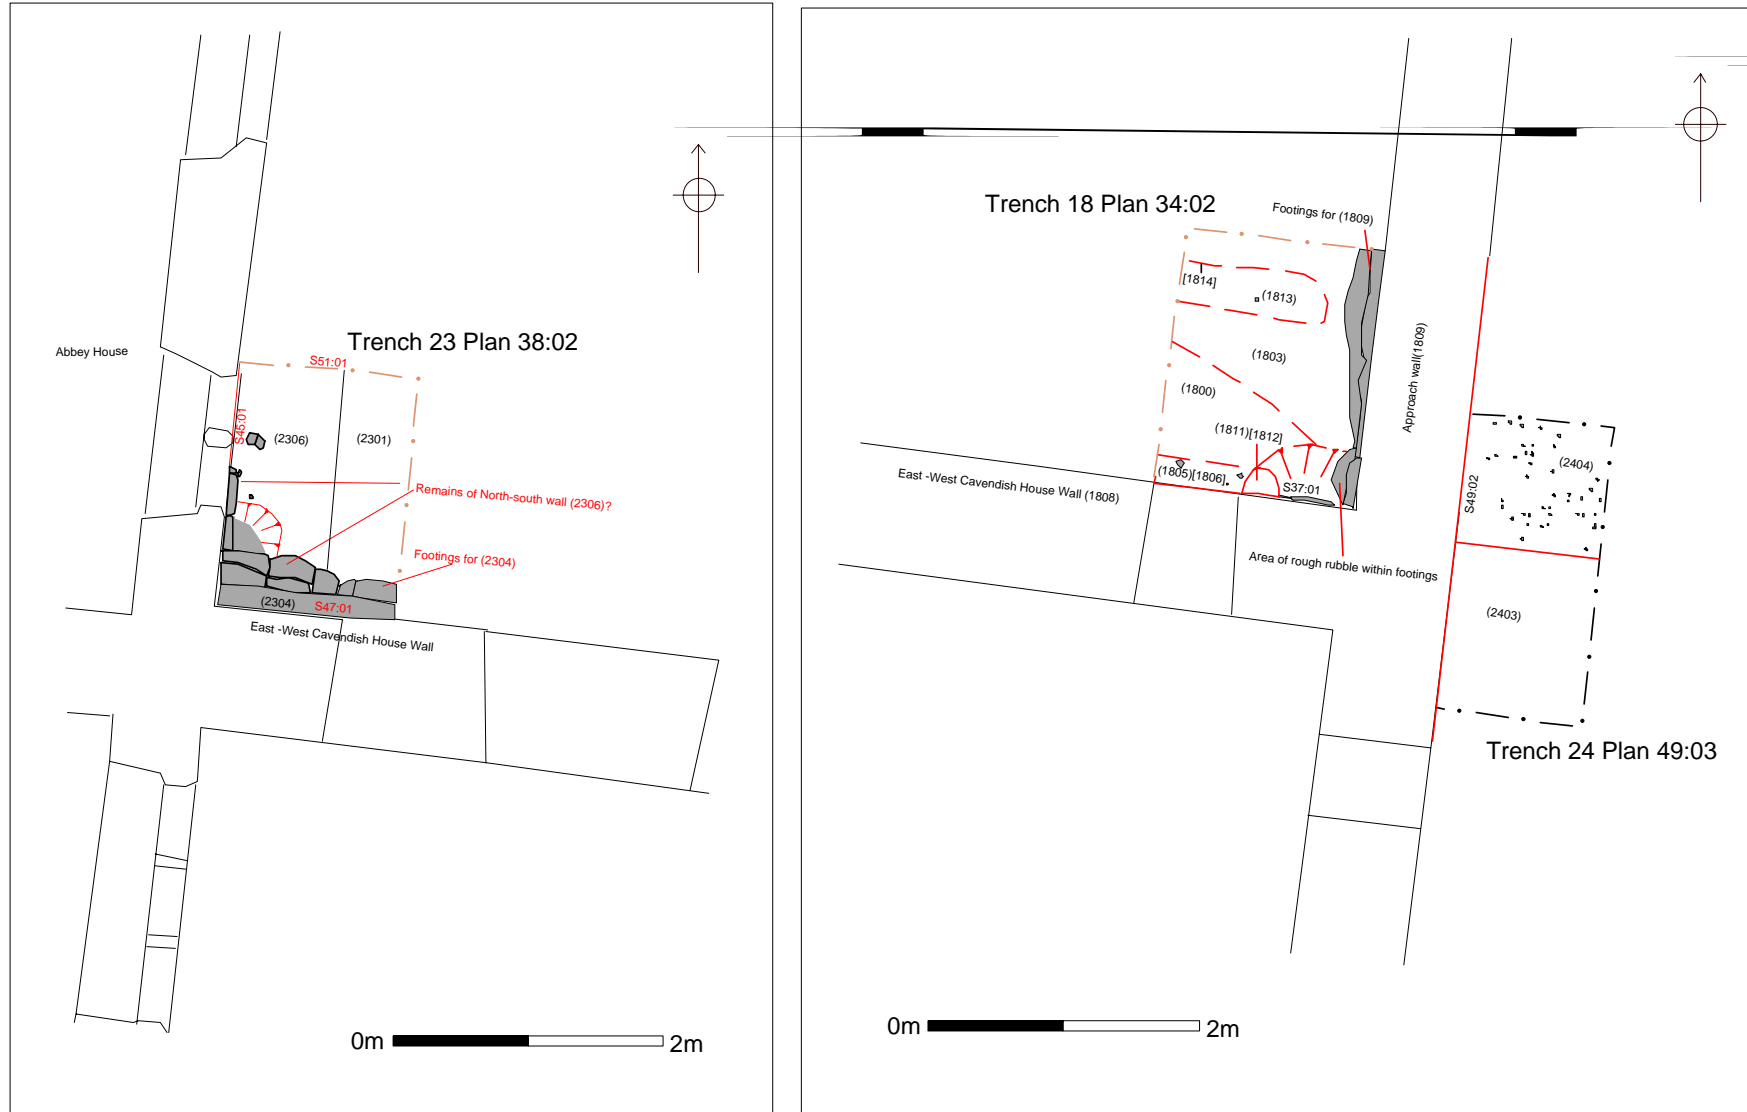 Trench 23 Plan 38:02
Abbey House
S51:01
S45:01
(2306)
(2301)
Remains of North-south wall (2306)?
Footings for (2304)
(2304)
S47:01
East -West Cavendish House Wall
0m
2m
Trench 18 Plan 34:02
Footings for (1809)
[1814]
(1813)
(1803)
(1800)
(1811)[1812]
(1805)[1806]
S37:01
East -West Cavendish House Wall (1808)
Approach wall(1809)
Area of rough rubble within footings
S49:02
(2404)
(2403)
Trench 24 Plan 49:03
0m
2m